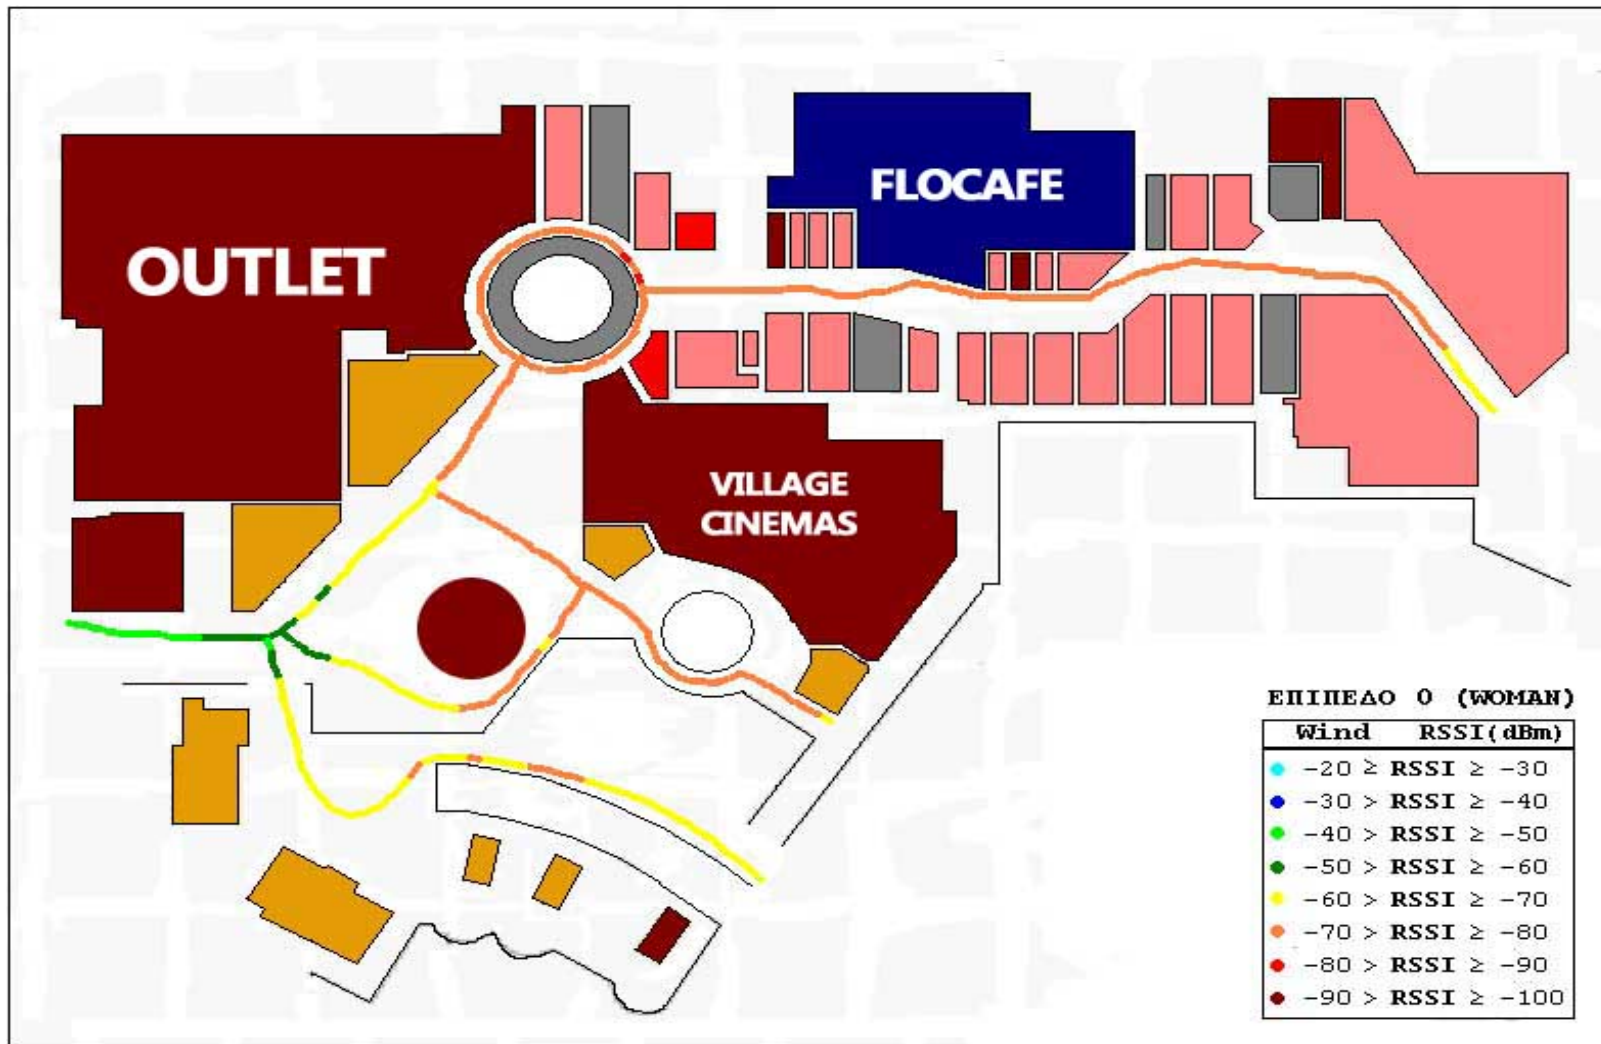 FLOCAFE
OUTLET
VILLAGE
CINEMAS
ΕΠΙΠΕΔΟ 0 (WOMAN)
Wind RSSI(dBm)
-20 ≥ RSSI ≥ -30
-30 > RSSI ≥ -40
-40 > RSSI ≥ -50
-50 > RSSI ≥ -60
-60 > RSSI ≥ -70
-70 > RSSI ≥ -80
-80 > RSSI ≥ -90
-90 > RSSI ≥ -100